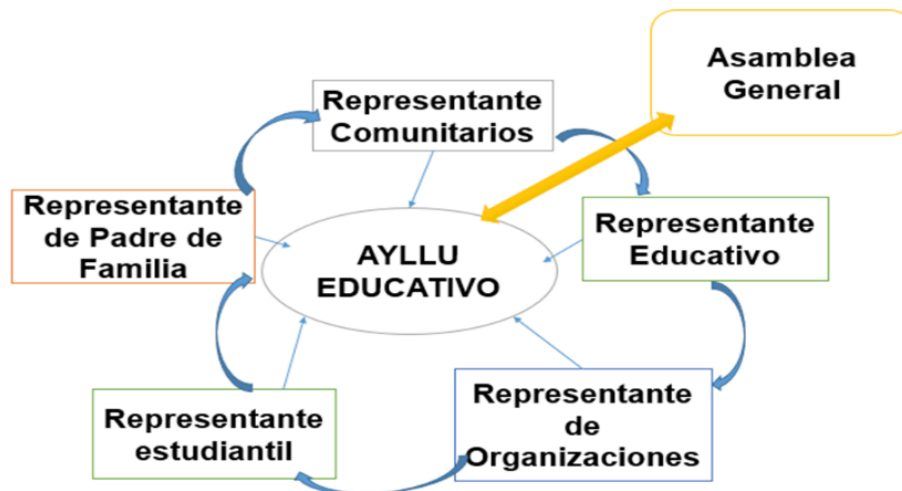 Asamblea
General
Representante
Comunitarios
Representante
de Padre de
Familia
Representante
Educativo
AYLLU
EDUCATIVO
Representante
estudiantil
Representante
de
Organizaciones